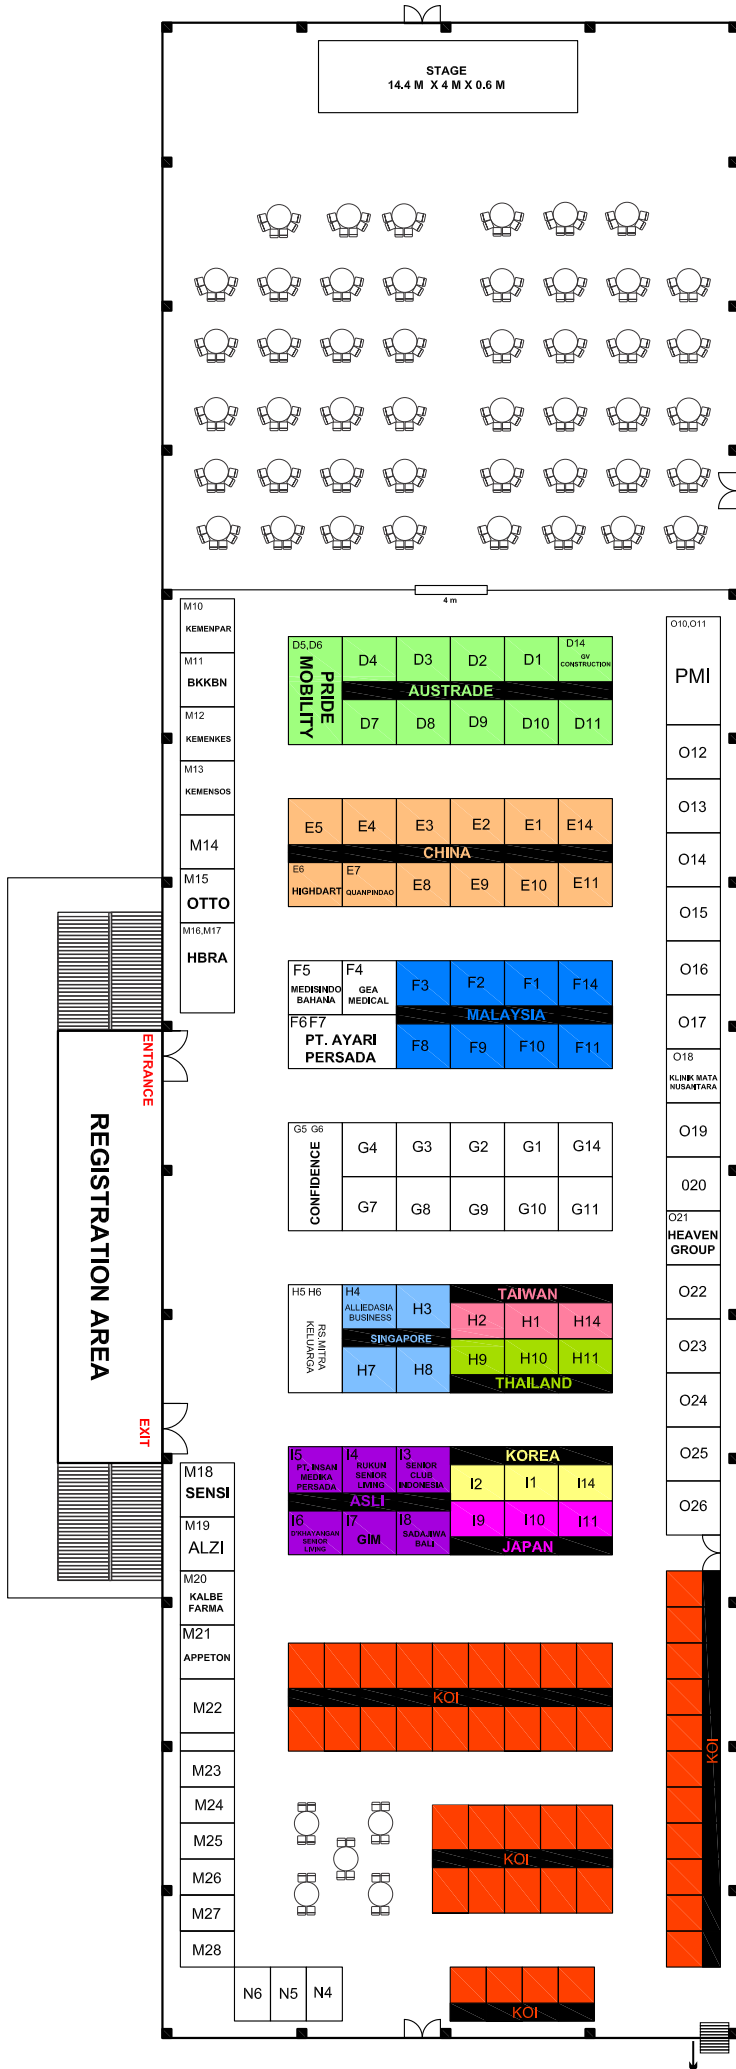 STAGE
14.4 M X 4 M X 0.6 M
4 m
M10
KEMENPAR
M11
BKKBN
M12
KEMENKES
M13
KEMENSOS
M14
M15
OTTO
M16,M17
HBRA
D5,D6
PRIDE
MOBILITY
D4
D3
D2
D1
D14
GV
CONSTRUCTION
AUSTRADE
D7
D8
D9
D10
D11
O10,O11
PMI
O12
O13
O14
O15
O16
O17
O18
KLINIK MATA
NUSANTARA
O19
020
O21
HEAVEN
GROUP
O22
O23
O24
O25
O26
E5
E4
E3
E2
E1
E14
CHINA
E6
HIGHDART
E7
QUANPINDAO
E8
E9
E10
E11
F5
MEDISINDO
BAHANA
F4
GEA
MEDICAL
F3
F2
F1
F14
MALAYSIA
F6 F7
PT. AYARI
PERSADA
F8
F9
F10
F11
ENTRANCE
REGISTRATION AREA
EXIT
G5 G6
CONFIDENCE
G4
G3
G2
G1
G14
G7
G8
G9
G10
G11
H5 H6
RS.MITRA
KELUARGA
H4
ALLIEDASIA
BUSINESS
H3
SINGAPORE
H7
H8
TAIWAN
H2
H1
H14
H9
H10
H11
THAILAND
I5
PT. INSAN
MEDIKA
PERSADA
I4
RUKUN
SENIOR
LIVING
I3
SENIOR
CLUB
INDONESIA
ASLI
I6
D'KHAYANGAN
SENIOR
LIVING
I7
GIM
I8
SADAJIWA
BALI
KOREA
I2
I1
I14
I9
I10
I11
JAPAN
M18
SENSI
M19
ALZI
M20
KALBE
FARMA
M21
APPETON
M22
M23
M24
M25
M26
M27
M28
N6
N5
N4
KOI
KOI
KOI
KOI